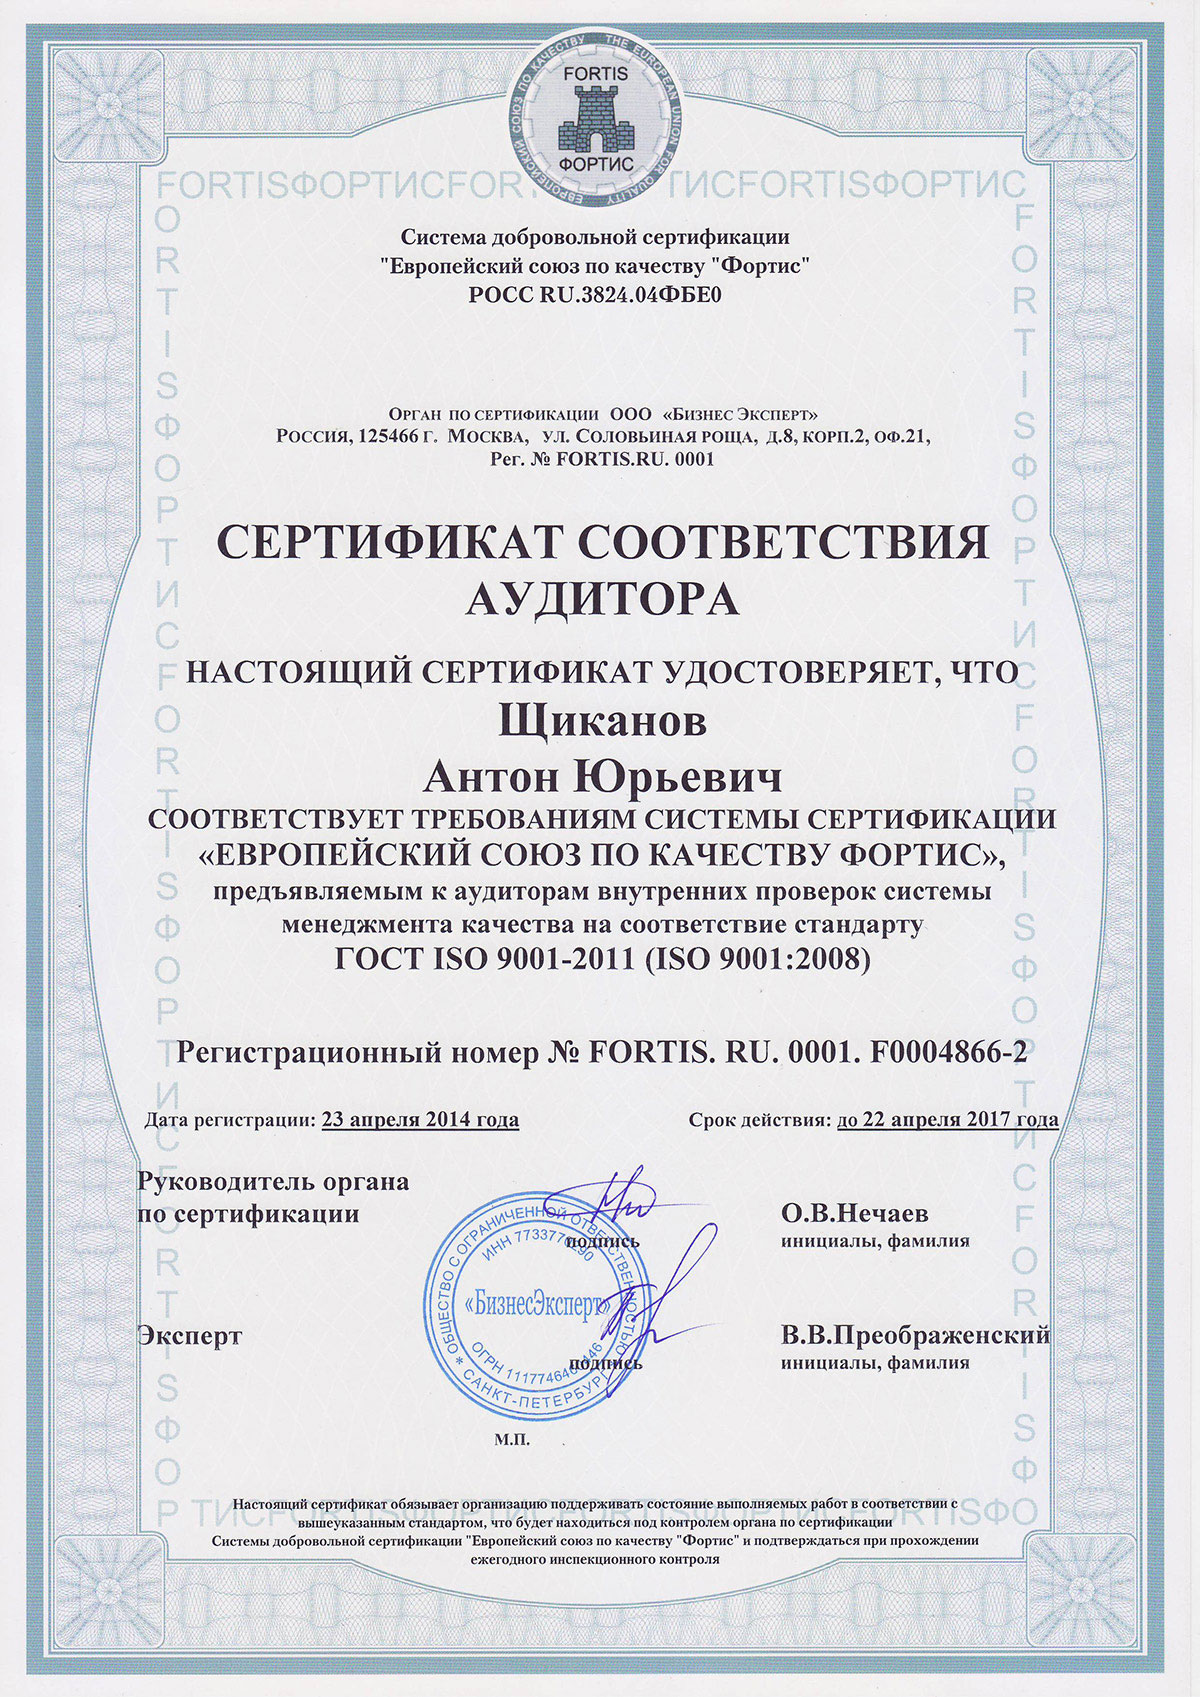 ЕВРОПЕЙСКИЙ СОЮЗ ПО КАЧЕСТВУ THE EUROPEAN UNION FOR QUALITY
FORTIS
ФОРТИС
Система добровольной сертификации
"Европейский союз по качеству "Фортис"
РОСС RU.3824.04ФБЕ0
Орган по сертификации ООО «Бизнес Эксперт»
Россия, 125466 г. Москва, ул. Соловьиная роща, д.8, корп.2, оф.21,
Рег. № FORTIS.RU. 0001
СЕРТИФИКАТ СООТВЕТСТВИЯ
АУДИТОРА
НАСТОЯЩИЙ СЕРТИФИКАТ УДОСТОВЕРЯЕТ, ЧТО
Щиканов
Антон Юрьевич
СООТВЕТСТВУЕТ ТРЕБОВАНИЯМ СИСТЕМЫ СЕРТИФИКАЦИИ
«ЕВРОПЕЙСКИЙ СОЮЗ ПО КАЧЕСТВУ ФОРТИС»,
предъявляемым к аудиторам внутренних проверок системы
менеджмента качества на соответствие стандарту
ГОСТ ISO 9001-2011 (ISO 9001:2008)
Регистрационный номер № FORTIS. RU. 0001. F0004866-2
Дата регистрации: 23 апреля 2014 года Срок действия: до 22 апреля 2017 года
Руководитель органа
по сертификации
О.В.Нечаев
подпись
инициалы, фамилия
ОБЩЕСТВО С ОГРАНИЧЕННОЙ ОТВЕТСТВЕННОСТЬЮ
ИНН
«БизнесЭксперт»
ОГРН
* САНКТ-ПЕТЕРБУРГ
Эксперт
В.В.Преображенский
подпись
инициалы, фамилия
М.П.
Настоящий сертификат обязывает организацию поддерживать состояние выполняемых работ в соответствии с
вышеуказанным стандартом, что будет находиться под контролем органа по сертификации
Системы добровольной сертификации "Европейский союз по качеству "Фортис" и подтверждаться при прохождении
ежегодного инспекционного контроля